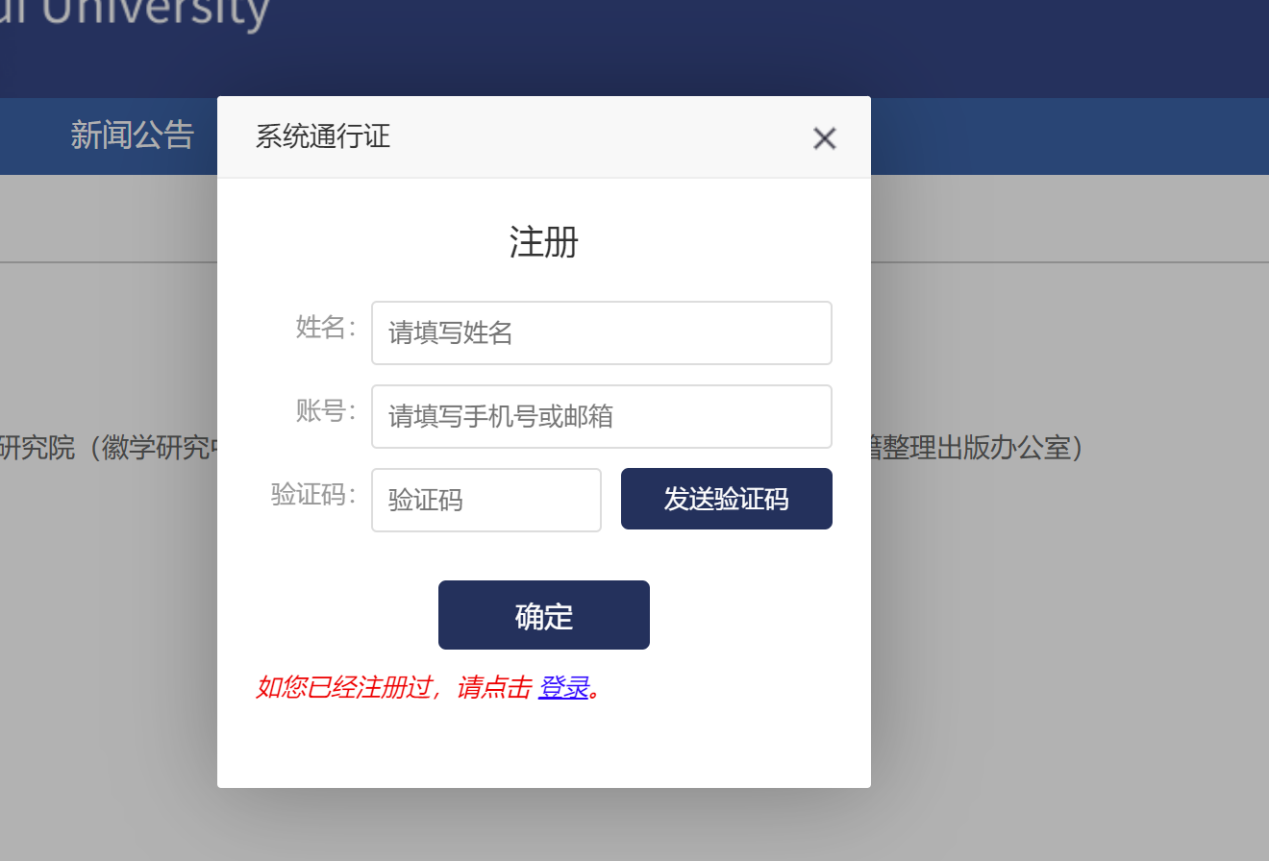 University
新闻公告
系统通行证
注册
姓名：
请填写姓名
账号：
请填写手机号或邮箱
研究院（徽学研究
籍整理出版办公室）
验证码：
验证码
发送验证码
确定
如您已经注册过，请点击 登录。